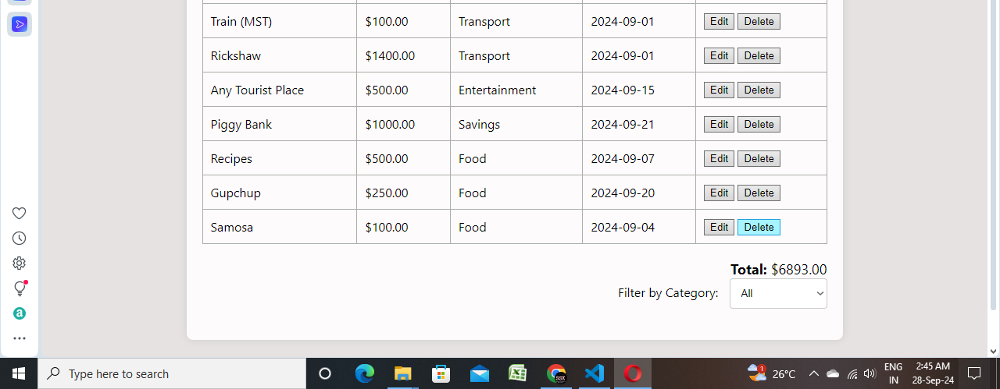 Train (MST) $100.00 Transport 2024-09-01 Edit Delete
Rickshaw $1400.00 Transport 2024-09-01 Edit Delete
Any Tourist Place $500.00 Entertainment 2024-09-15 Edit Delete
Piggy Bank $1000.00 Savings 2024-09-21 Edit Delete
Recipes $500.00 Food 2024-09-07 Edit Delete
Gupchup $250.00 Food 2024-09-20 Edit Delete
Samosa $100.00 Food 2024-09-04 Edit Delete
Total: $6893.00
Filter by Category: All
a
Type here to search
SSK
1
26°C
ENG
IN
2:45 AM
28-Sep-24